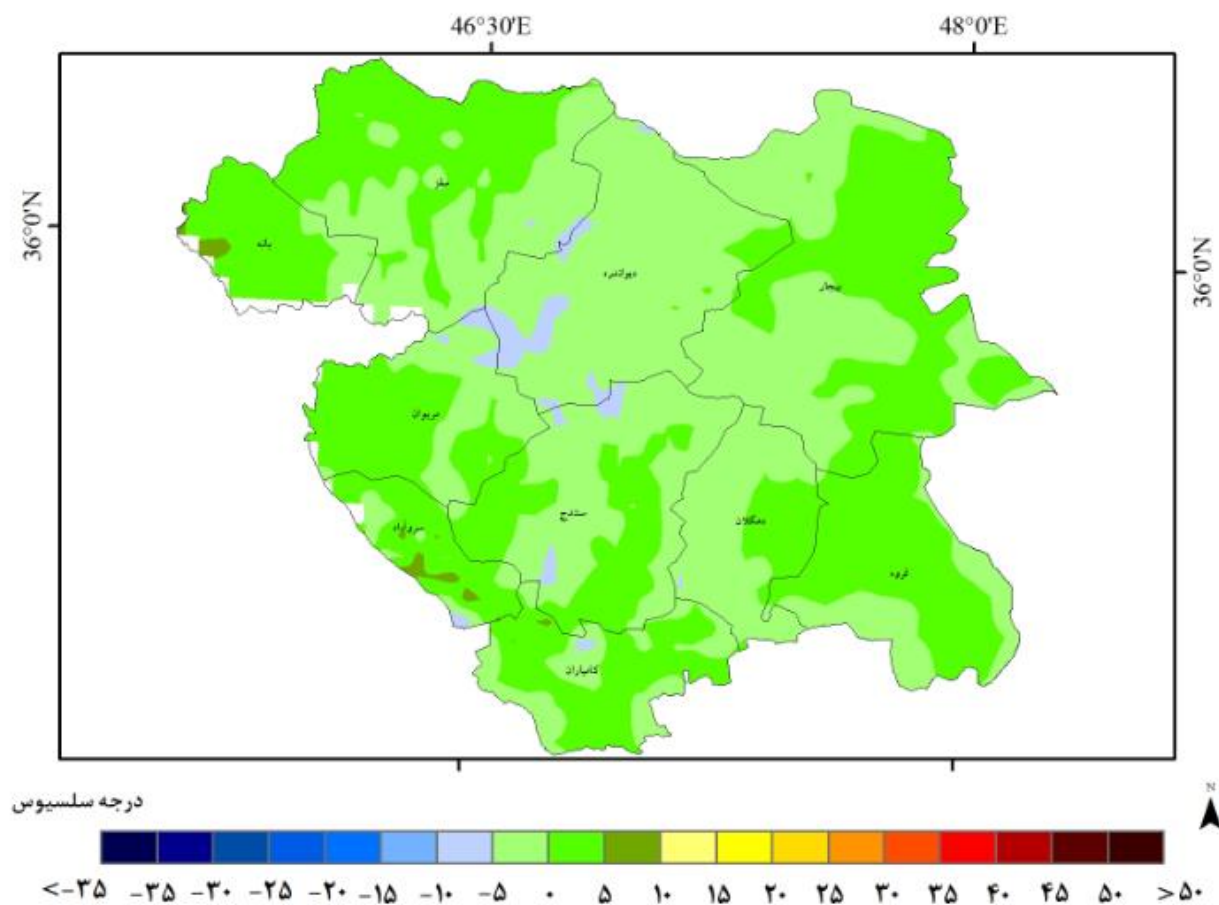 46°30'E
48°0'E
36°0'N
36°0'N
سقز
بانه
دیواندره
بیجار
مریوان
سنندج
دهگلان
سروآباد
قروه
کامیاران
درجه سلسیوس
N
<-۳۵ -۳۵ -۳۰ -۲۵ -۲۰ -۱۵ -۱۰ -۵ ۰ ۵ ۱۰ ۱۵ ۲۰ ۲۵ ۳۰ ۳۵ ۴۰ ۴۵ ۵۰ >۵۰